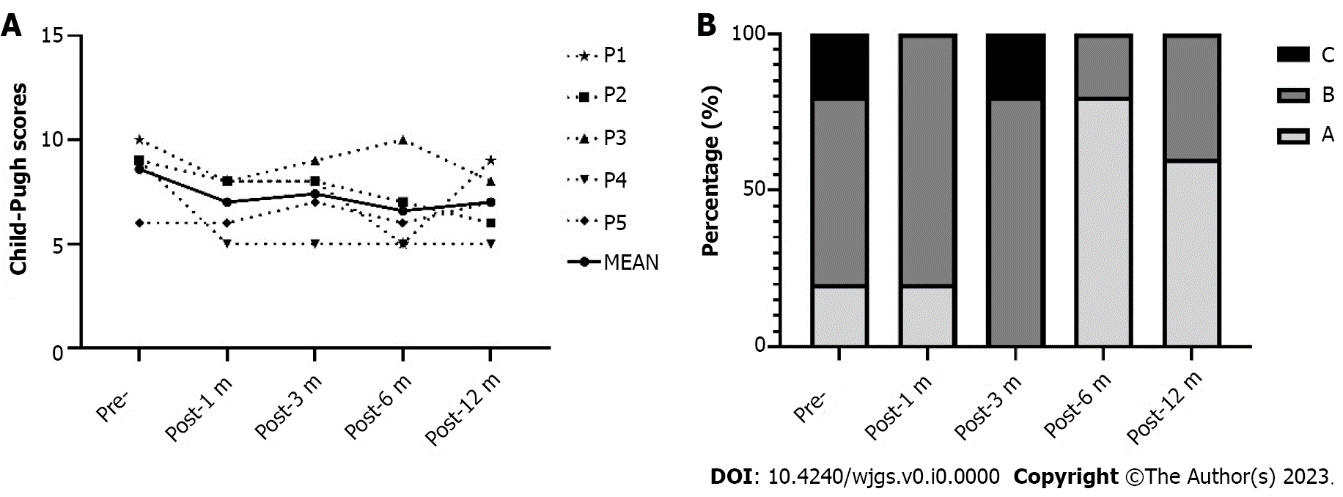 A
Child-Pugh scores
15
10
5
0
Pre-
Post-1 m
Post-3 m
Post-6 m
Post-12 m
P1
P2
P3
P4
P5
MEAN
B
Percentage (%)
100
50
0
Pre-
Post-1 m
Post-3 m
Post-6 m
Post-12 m
C
B
A
DOI: 10.4240/wjgs.v0.i0.0000 Copyright ©The Author(s) 2023.